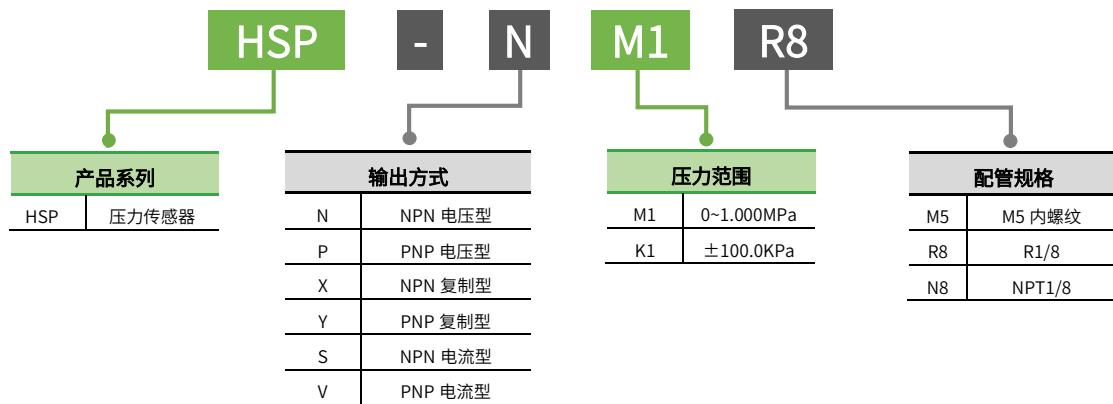 HSP - N M1 R8
产品系列
HSP 压力传感器
输出方式
N NPN 电压型
P PNP 电压型
X NPN 复制型
Y PNP 复制型
S NPN 电流型
V PNP 电流型
压力范围
M1 0~1.000MPa
K1 ±100.0KPa
配管规格
M5 M5 内螺纹
R8 R1/8
N8 NPT1/8